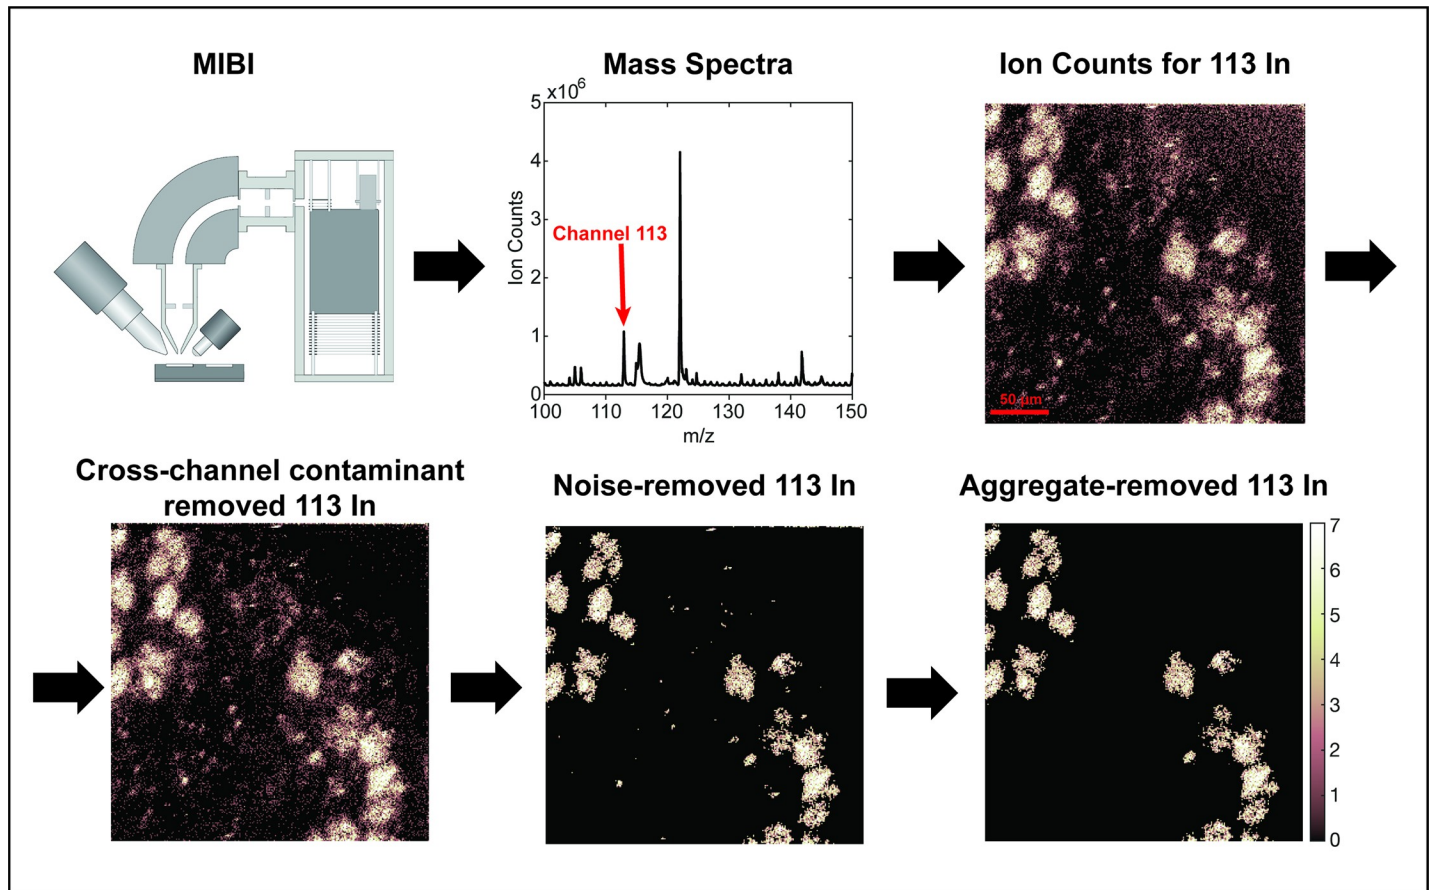 MIBI
Mass Spectra
Ion Counts for 113 In
5 x10⁶
4
3
2
1
0
Ion Counts
Channel 113
100 110 120 130 140 150
m/z
50 µm
Cross-channel contaminant
removed 113 In
Noise-removed 113 In
Aggregate-removed 113 In
7
6
5
4
3
2
1
0